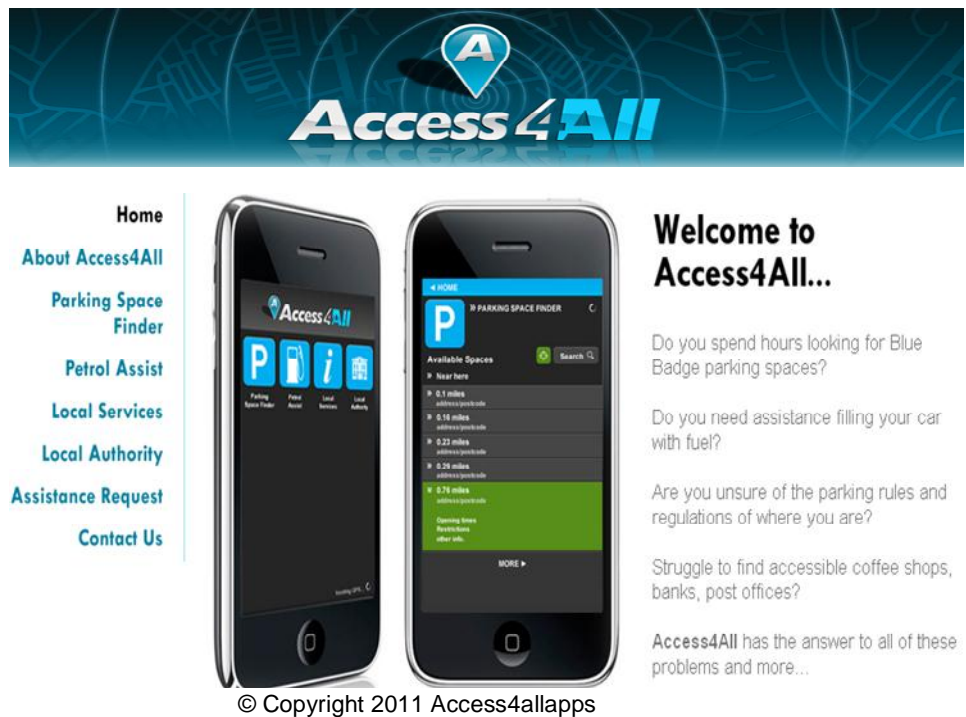 A
Access 4 All
Home
About Access4All
Parking Space
Finder
Petrol Assist
Local Services
Local Authority
Assistance Request
Contact Us
A
Access 4 All
P
i
Parking
Space Finder
Petrol
Assist
Local
Services
Local
Authority
◄ HOME
P
» PARKING SPACE FINDER
Available Spaces
Search
» Near here
» 0.1 miles
address/postcode
» 0.16 miles
address/postcode
» 0.23 miles
address/postcode
» 0.29 miles
address/postcode
0.76 miles
address/postcode
Opening times
Restrictions
other info.
MORE ►
Welcome to
Access4All...
Do you spend hours looking for Blue
Badge parking spaces?
Do you need assistance filling your car
with fuel?
Are you unsure of the parking rules and
regulations of where you are?
Struggle to find accessible coffee shops,
banks, post offices?
Access4All has the answer to all of these
problems and more...
© Copyright 2011 Access4allapps